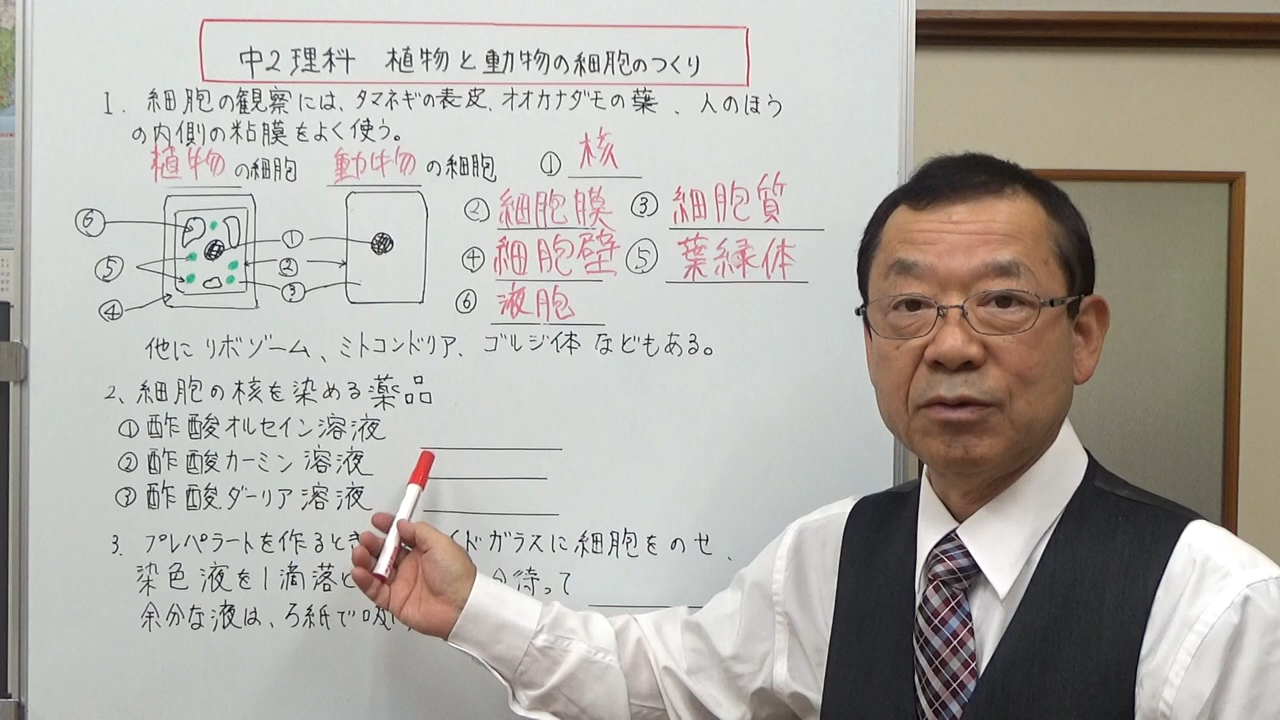 中2理科 植物と動物の細胞のつくり
1. 細胞の観察には、タマネギの表皮、オオカナダモの葉、人のほう
の内側の粘膜をよく使う。
植物の細胞 動物の細胞 ① 核
② 細胞膜 ③ 細胞質
④ 細胞壁 ⑤ 葉緑体
⑥ 液胞
⑥
⑤
④
①
②
③
他にリボゾーム、ミトコンドリア、ゴルジ体などもある。
2、細胞の核を染める薬品
①酢酸オルセイン溶液
②酢酸カーミン溶液
③酢酸ダーリア溶液
3. プレパラートを作るとき イドガラスに細胞をのせ、
染色液を1滴落と 分待って
余分な液は、ろ紙で吸